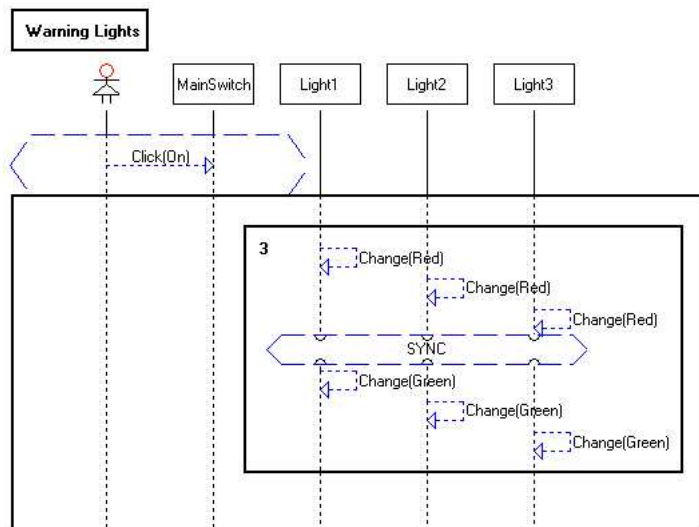 Warning Lights
MainSwitch
Light1
Light2
Light3
Click(On)
3
Change(Red)
Change(Red)
Change(Red)
SYNC
Change(Green)
Change(Green)
Change(Green)